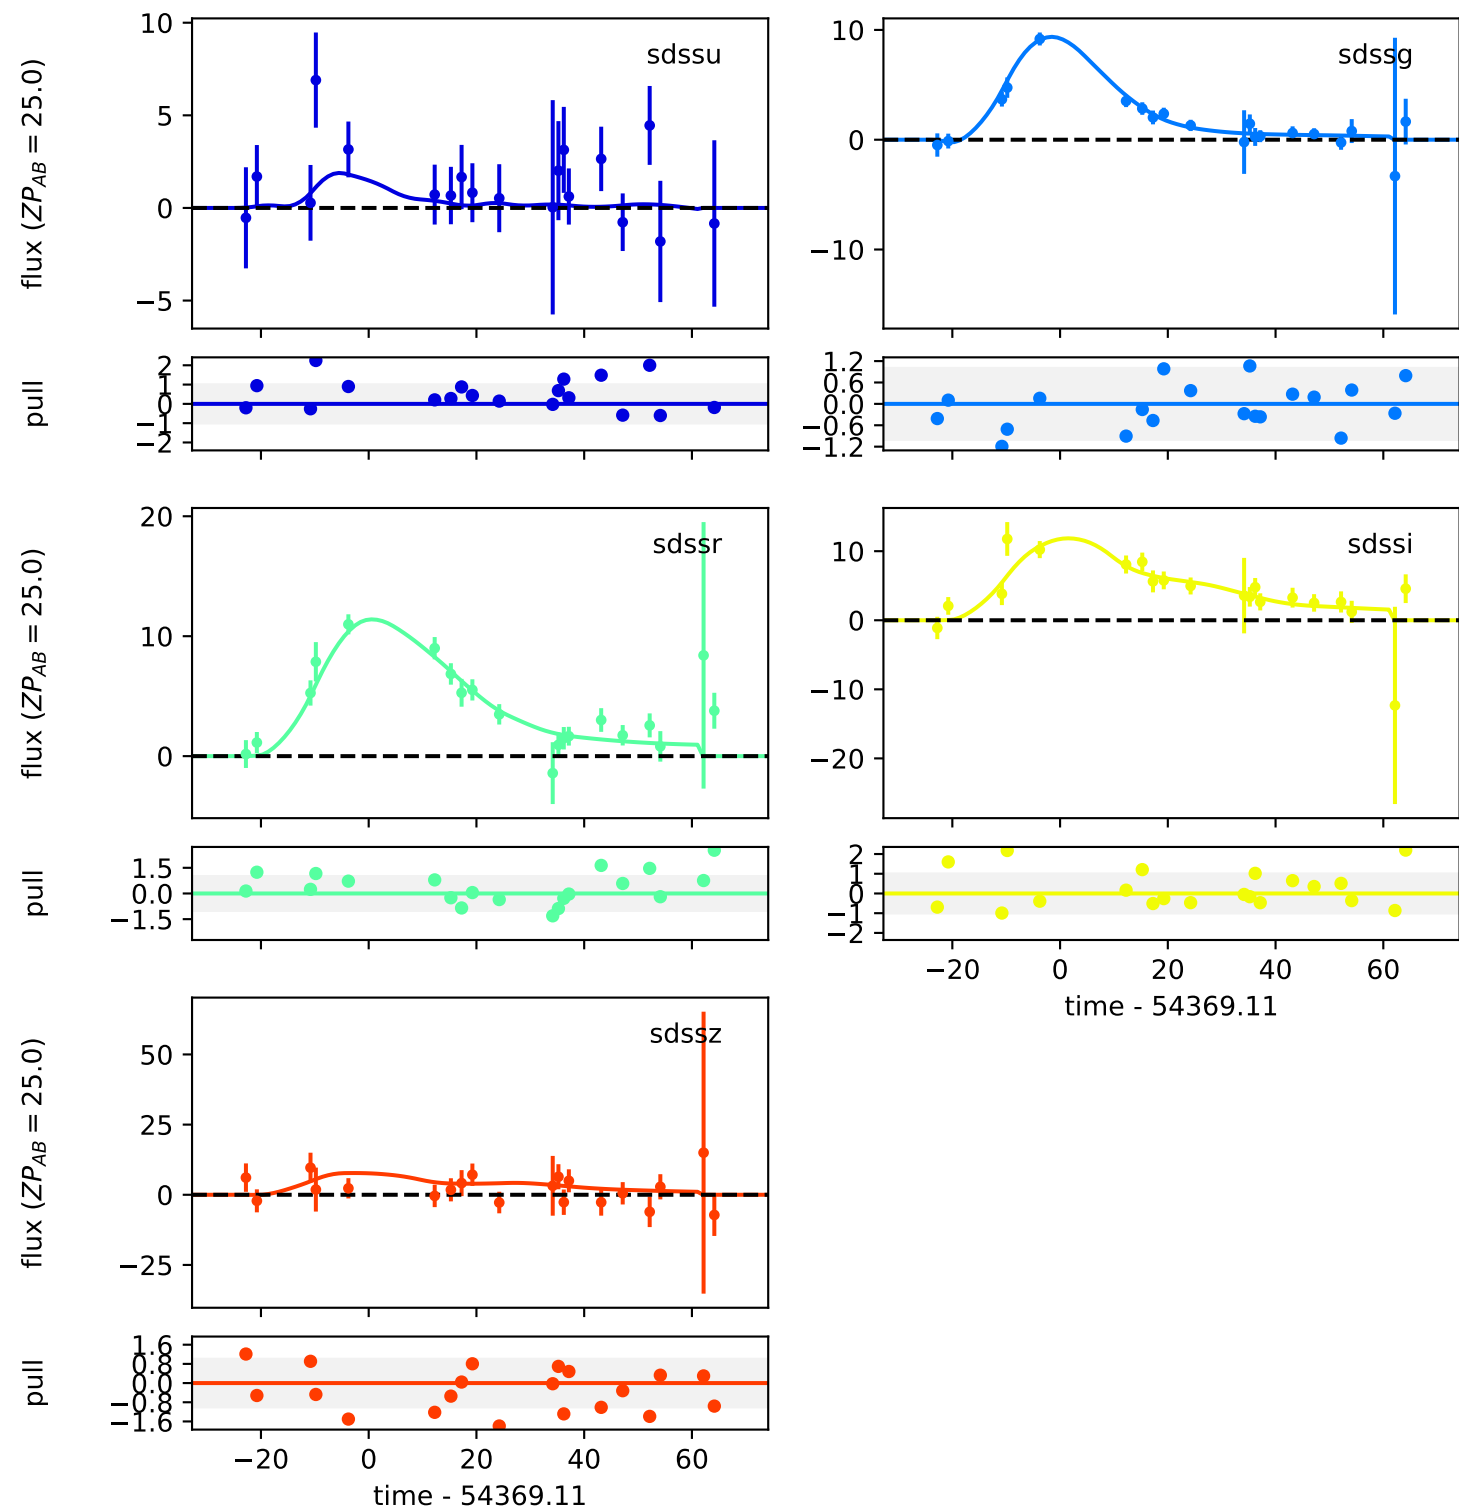 flux (ZP_AB = 25.0)
10
5
0
−5
sdssu
10
0
−10
sdssg
pull
2
1
0
−1
−2
1.2
0.6
0.0
−0.6
−1.2
flux (ZP_AB = 25.0)
20
10
0
sdssr
10
0
−10
−20
sdssi
pull
1.5
0.0
−1.5
2
1
0
−1
−2
−20 0 20 40 60
time - 54369.11
flux (ZP_AB = 25.0)
50
25
0
−25
sdssz
pull
1.6
0.8
0.0
−0.8
−1.6
−20 0 20 40 60
time - 54369.11